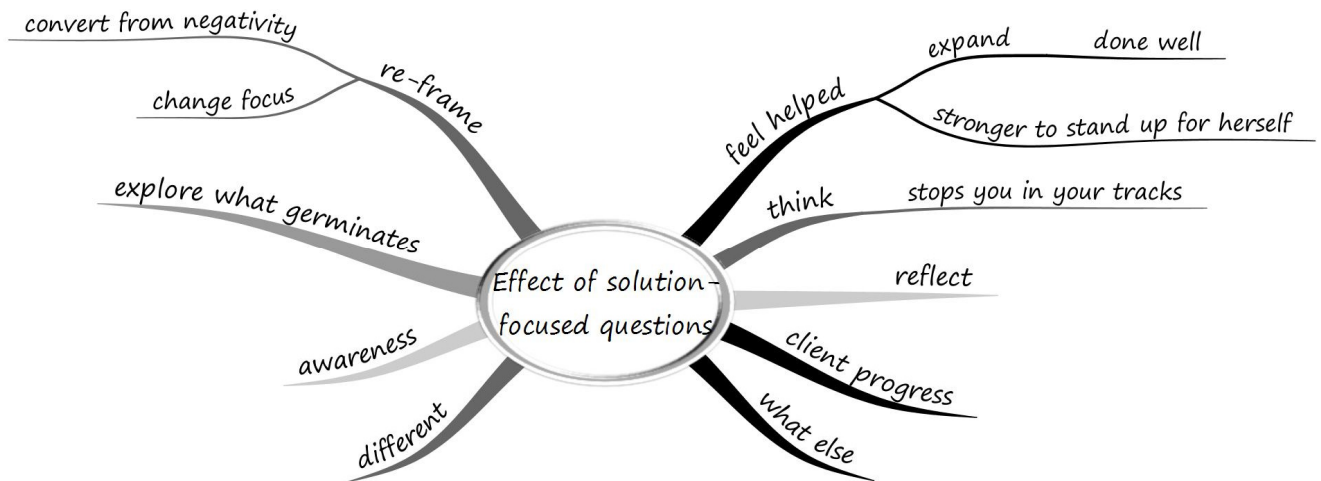 Effect of solution-
focused questions
feel helped
expand
done well
stronger to stand up for herself
think
stops you in your tracks
reflect
client progress
what else
different
awareness
explore what germinates
re-frame
change focus
convert from negativity